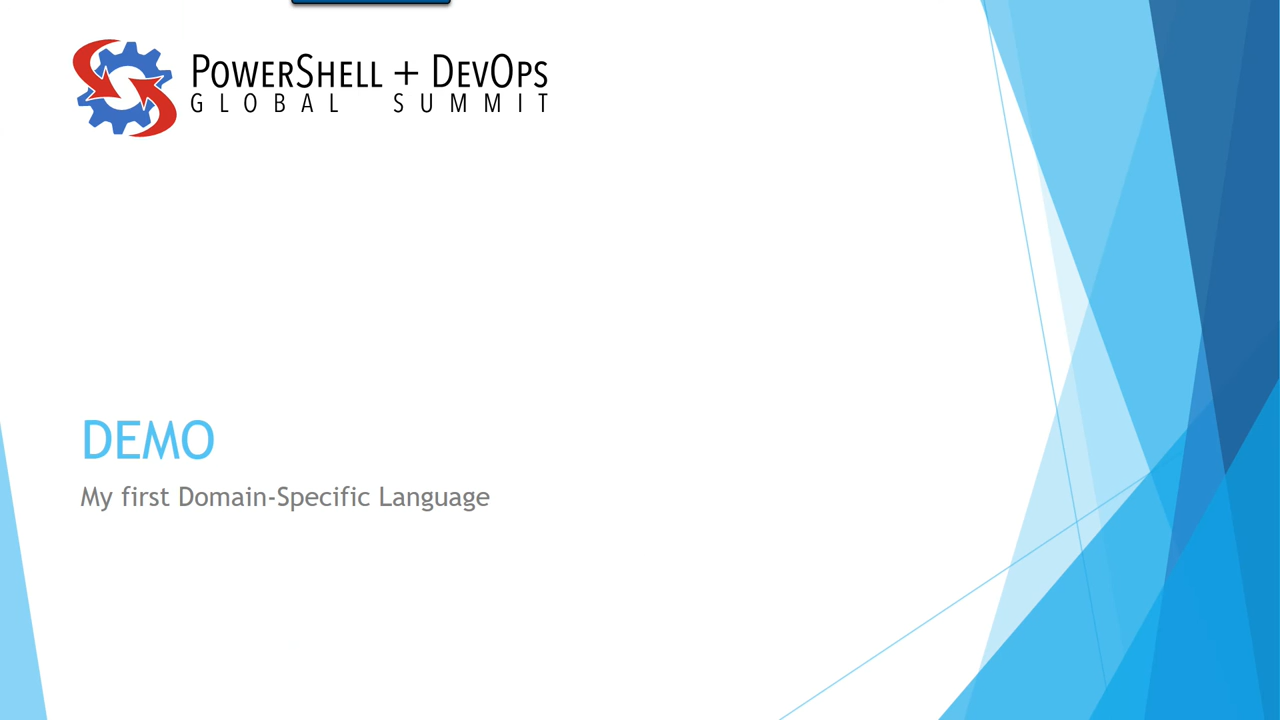 POWERSHELL + DEVOPS
GLOBAL SUMMIT
DEMO
My first Domain-Specific Language